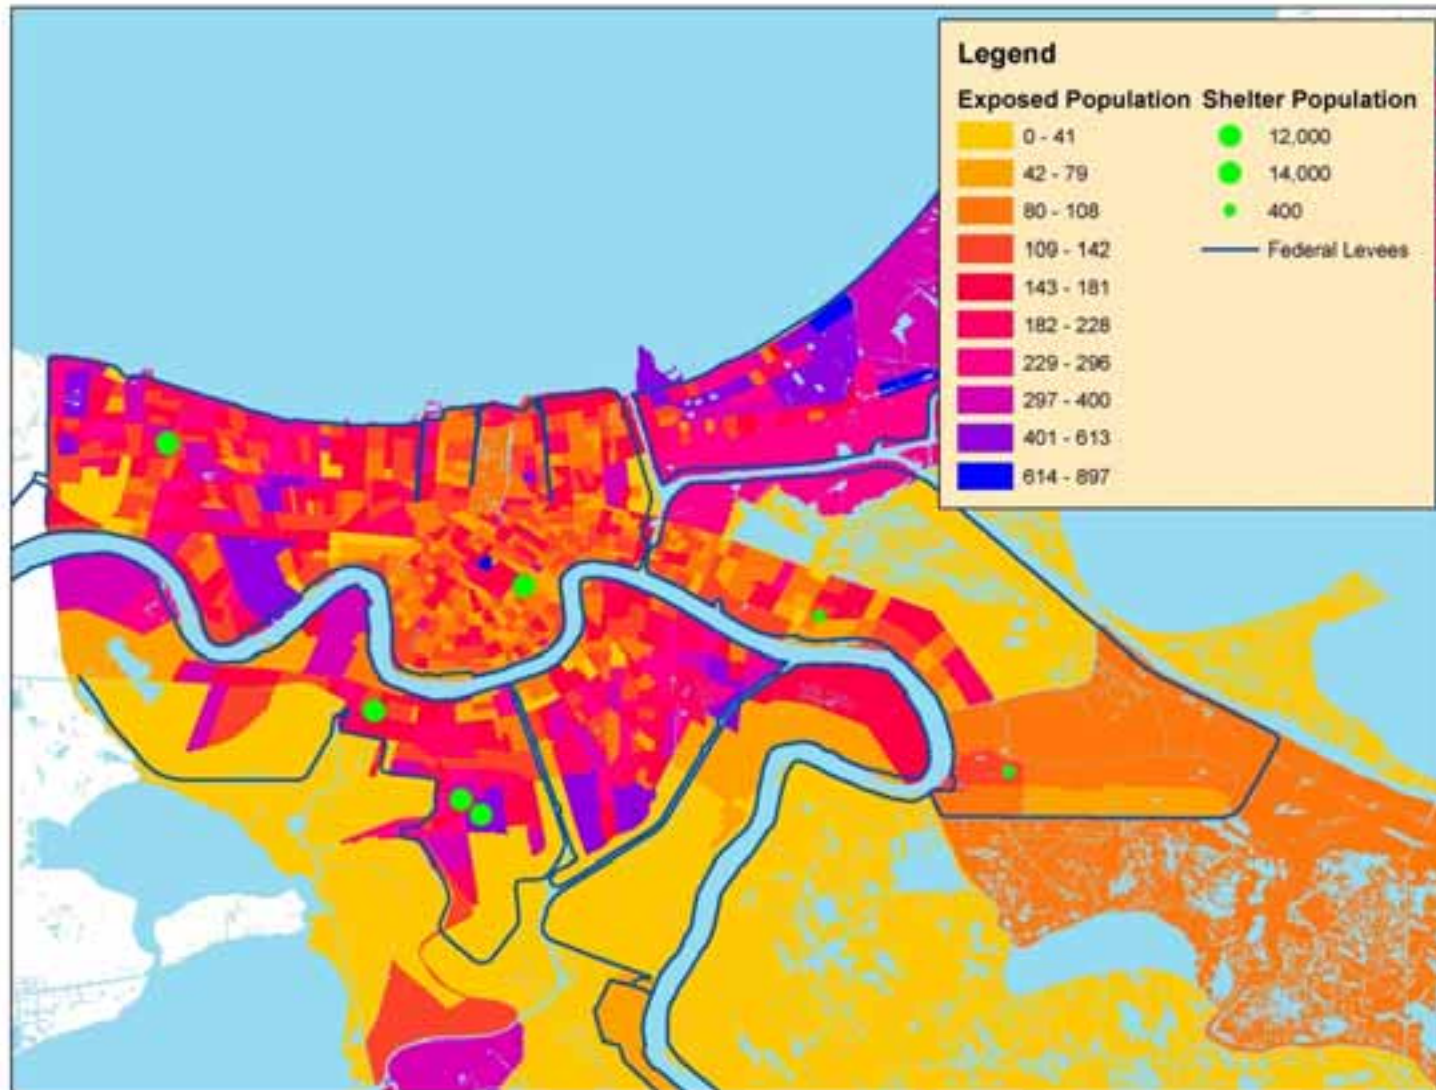 Legend
Exposed Population
0 - 41
42 - 79
80 - 108
109 - 142
143 - 181
182 - 228
229 - 296
297 - 400
401 - 613
614 - 897
Shelter Population
12,000
14,000
400
Federal Levees